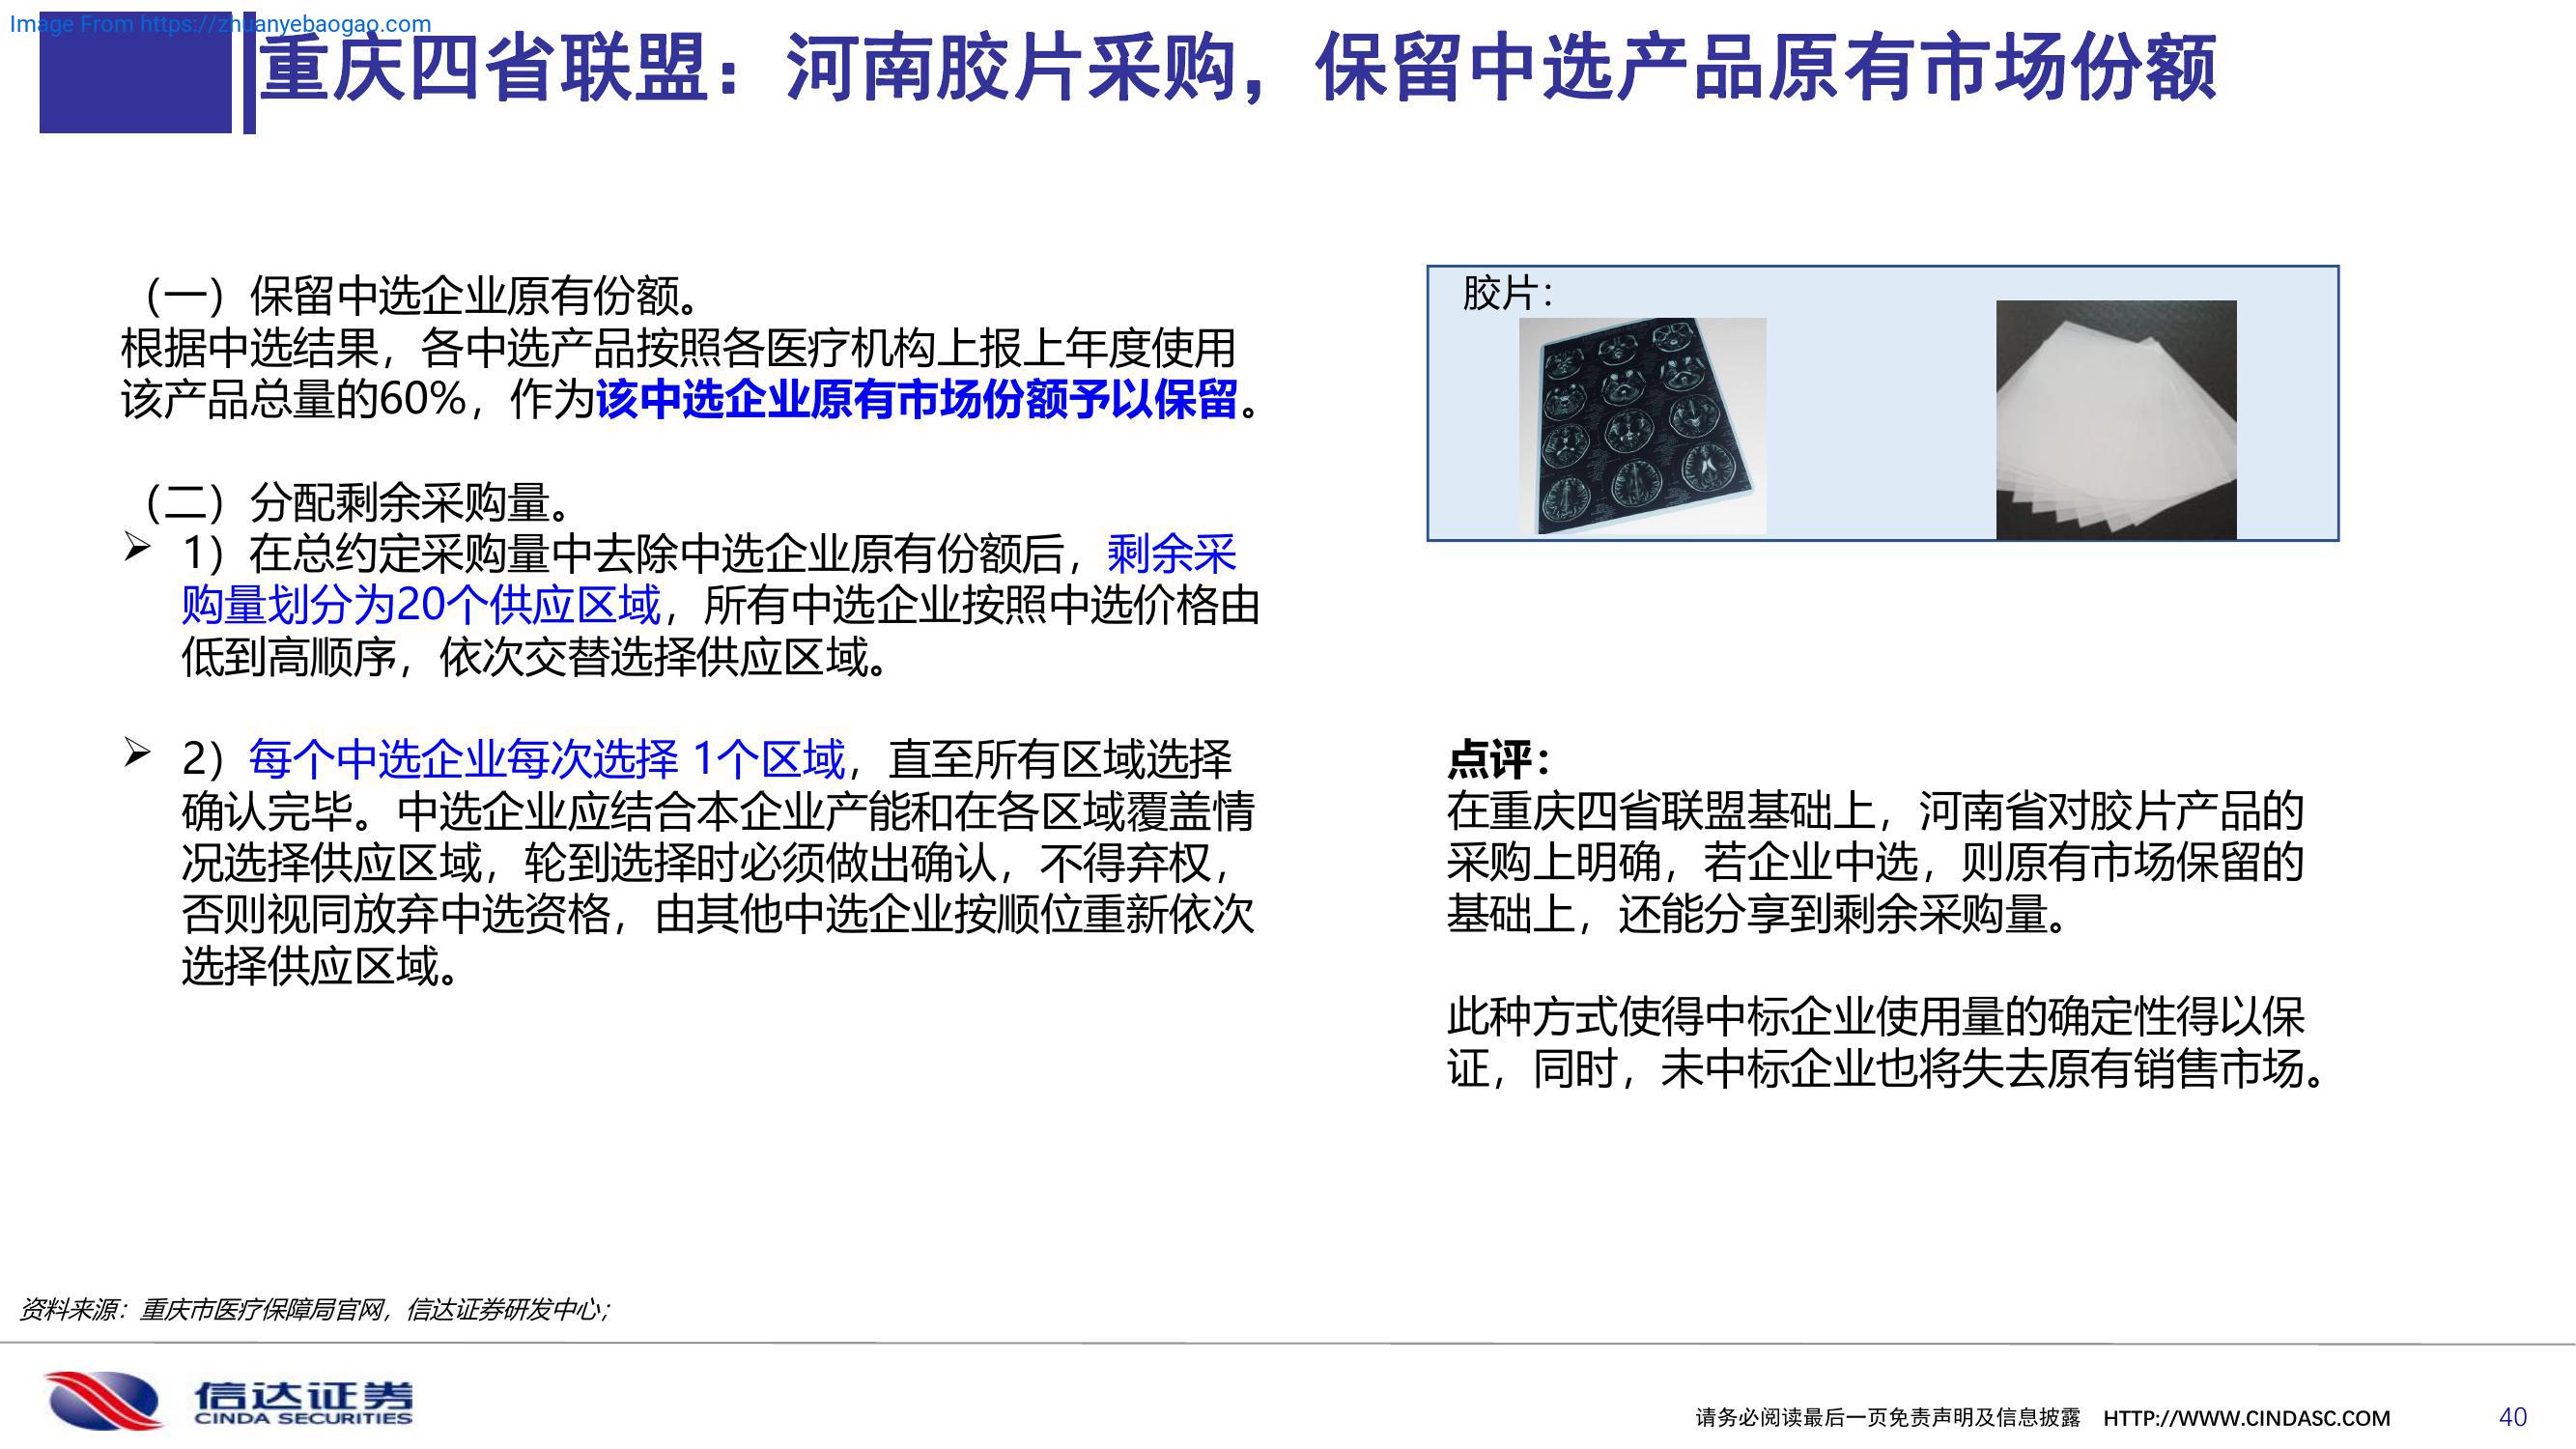 Image From https://zhuanyebaogao.com
重庆四省联盟：河南胶片采购，保留中选产品原有市场份额
（一）保留中选企业原有份额。
根据中选结果，各中选产品按照各医疗机构上报上年度使用
该产品总量的60%，作为该中选企业原有市场份额予以保留。
（二）分配剩余采购量。
➢ 1）在总约定采购量中去除中选企业原有份额后，剩余采
购量划分为20个供应区域，所有中选企业按照中选价格由
低到高顺序，依次交替选择供应区域。
➢ 2）每个中选企业每次选择 1个区域，直至所有区域选择
确认完毕。中选企业应结合本企业产能和在各区域覆盖情
况选择供应区域，轮到选择时必须做出确认，不得弃权，
否则视同放弃中选资格，由其他中选企业按顺位重新依次
选择供应区域。
胶片：
点评：
在重庆四省联盟基础上，河南省对胶片产品的
采购上明确，若企业中选，则原有市场保留的
基础上，还能分享到剩余采购量。
此种方式使得中标企业使用量的确定性得以保
证，同时，未中标企业也将失去原有销售市场。
资料来源：重庆市医疗保障局官网，信达证券研发中心；
信达证券
CINDA SECURITIES
请务必阅读最后一页免责声明及信息披露 HTTP://WWW.CINDASC.COM 40